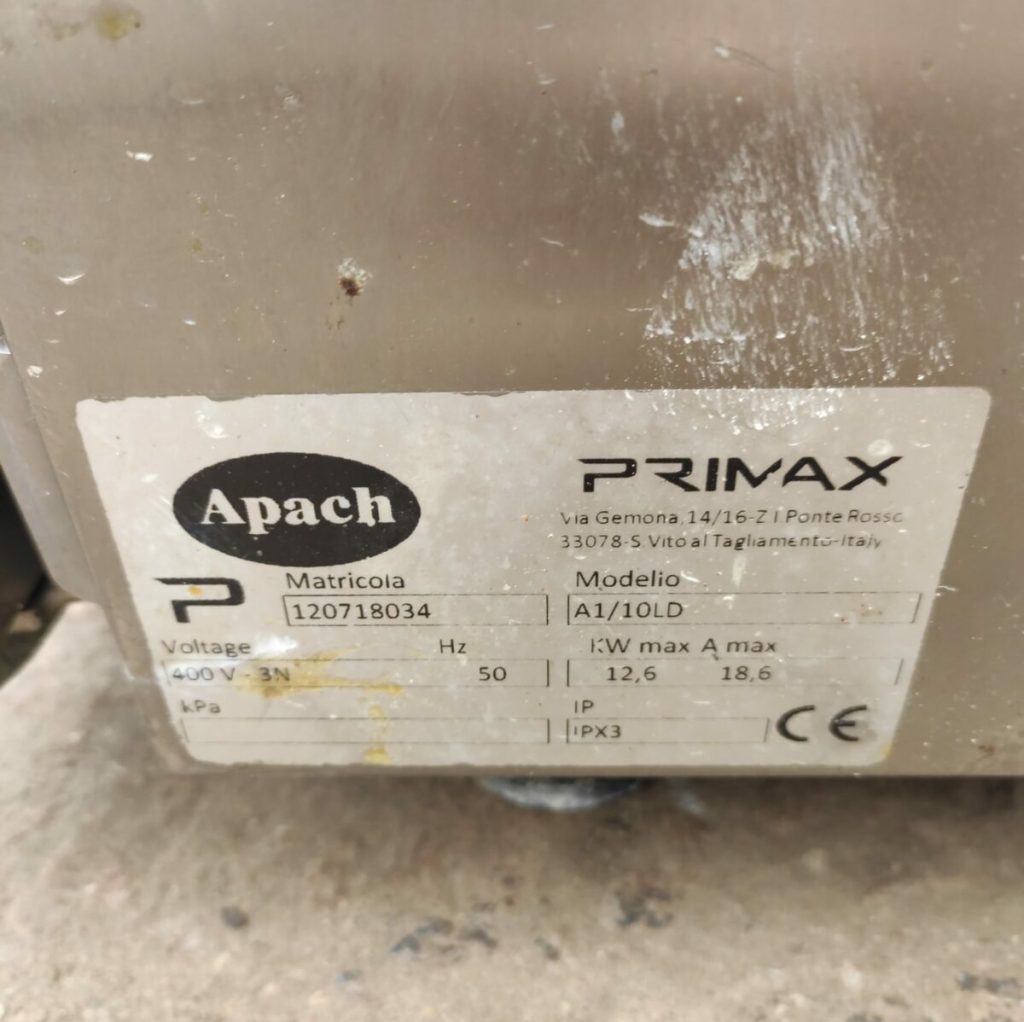 Apach
PRIMAX
Via Gemona,14/16-Z.I.Ponte Rosso
33078-S.Vito al Tagliamento-Italy
P
Matricola
120718034
Modello
A1/10LD
Voltage
Hz
KW max A max
400 V - 3N
50
12,6
18,6
kPa
IP
IPX3
CE